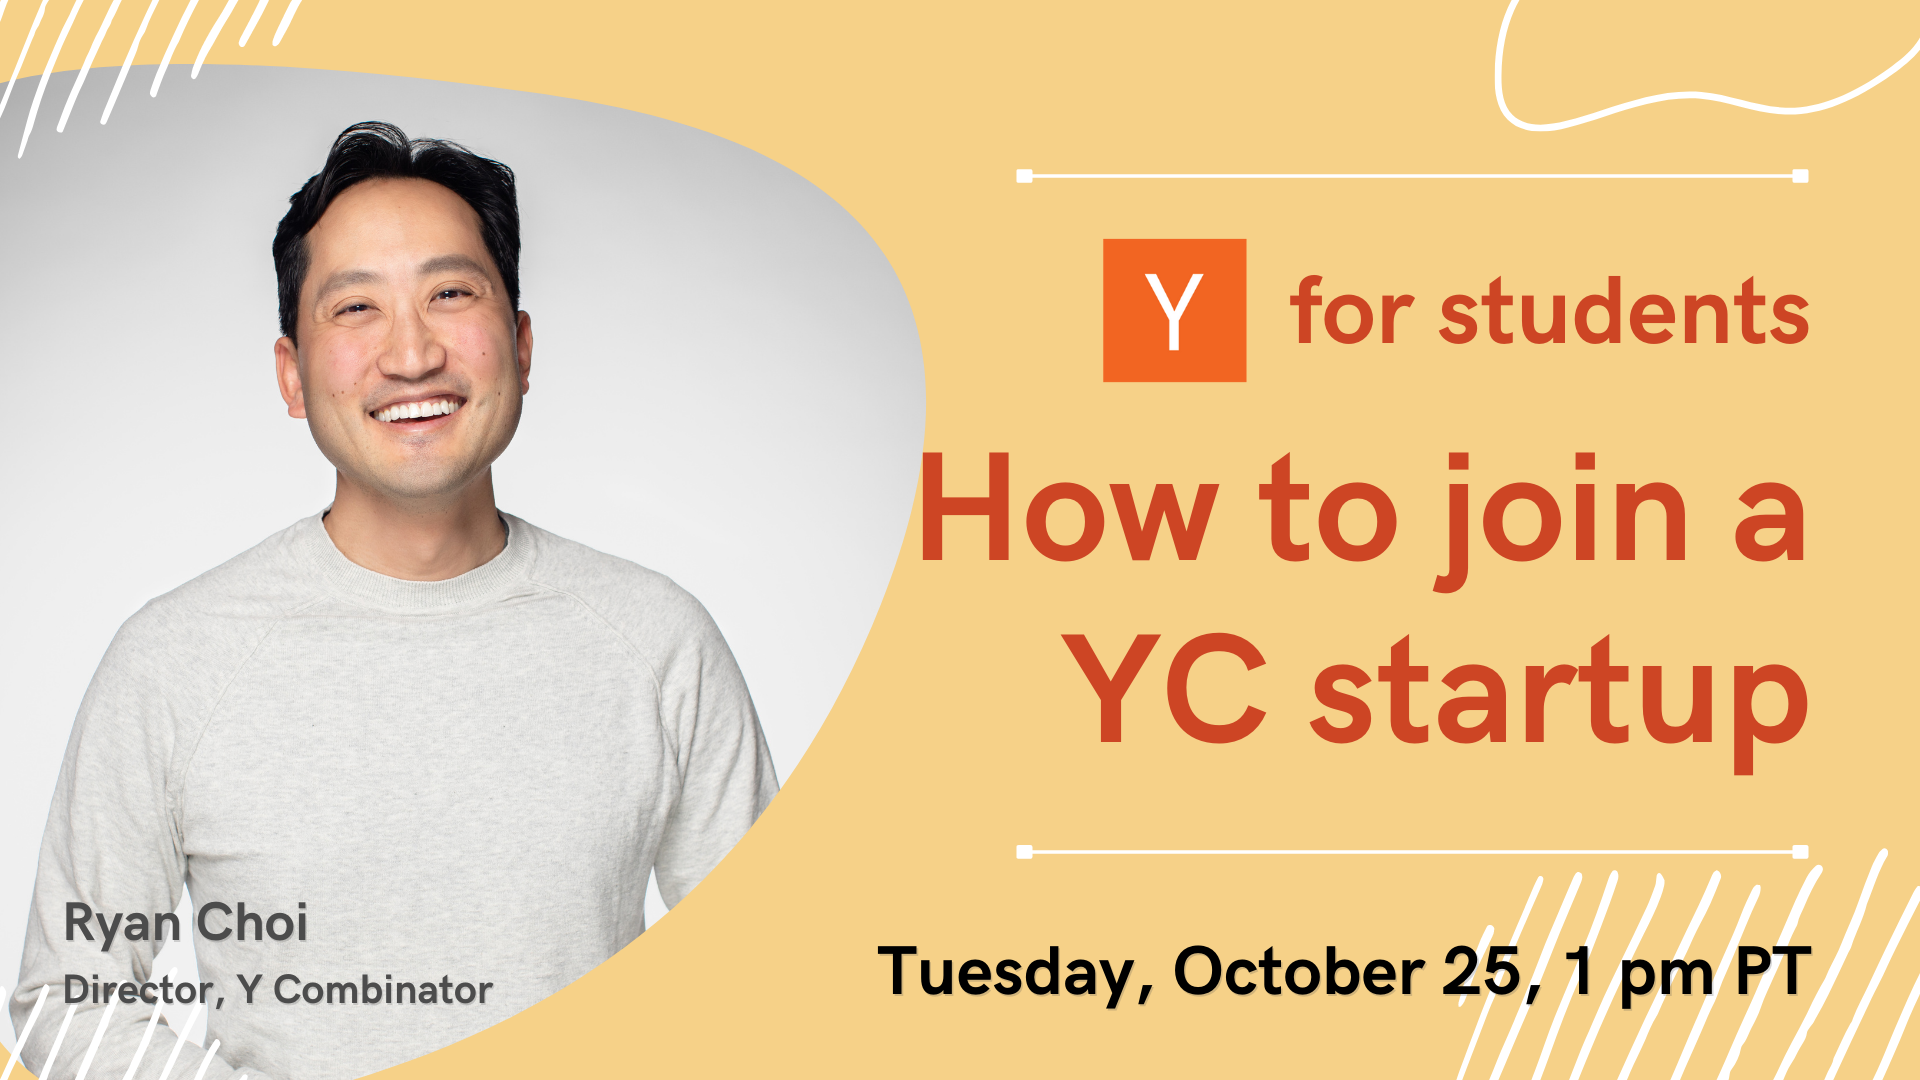 Y for students
How to join a
YC startup
Ryan Choi
Director, Y Combinator
Tuesday, October 25, 1 pm PT